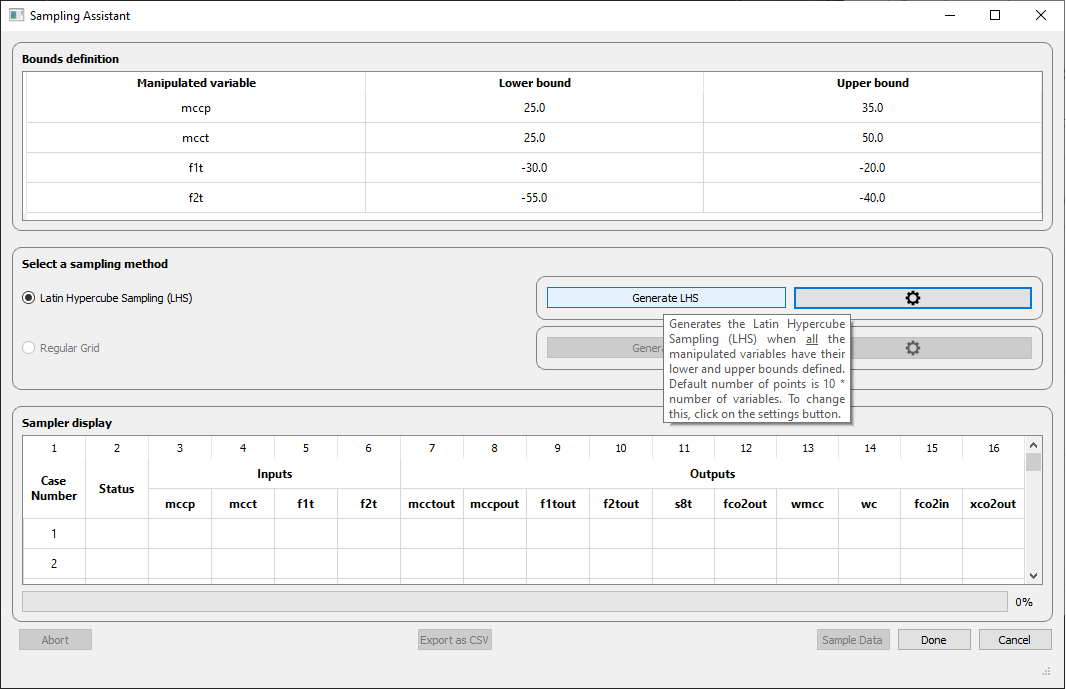 Sampling Assistant
Bounds definition
Manipulated variable Lower bound Upper bound
mccp 25.0 35.0
mcct 25.0 50.0
f1t -30.0 -20.0
f2t -55.0 -40.0
Select a sampling method
Latin Hypercube Sampling (LHS) Generate LHS
Regular Grid
Generates the Latin Hypercube
Sampling (LHS) when all the
manipulated variables have their
lower and upper bounds defined.
Default number of points is 10 *
number of variables. To change
this, click on the settings button.
Sampler display
1 2 3 4 5 6 7 8 9 10 11 12 13 14 15 16
Case Number Status Inputs Outputs
mccp mcct f1t f2t mcctout mccpout f1tout f2tout s8t fco2out wmcc wc fco2in xco2out
1
2
0%
Abort Export as CSV Sample Data Done Cancel